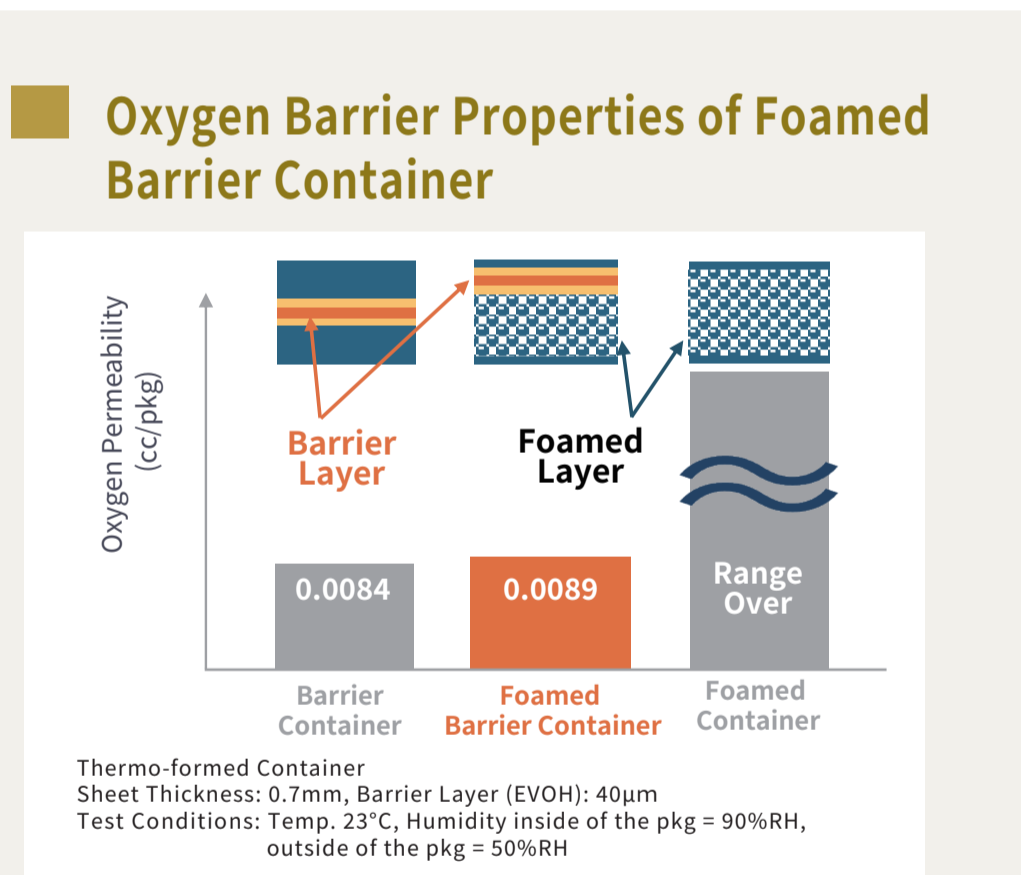 Oxygen Barrier Properties of Foamed
Barrier Container
Oxygen Permeability
(cc/pkg)
Barrier
Layer
Foamed
Layer
0.0084
0.0089
Range
Over
Barrier
Container
Foamed
Barrier Container
Foamed
Container
Thermo-formed Container
Sheet Thickness: 0.7mm, Barrier Layer (EVOH): 40μm
Test Conditions: Temp. 23°C, Humidity inside of the pkg = 90%RH,
outside of the pkg = 50%RH